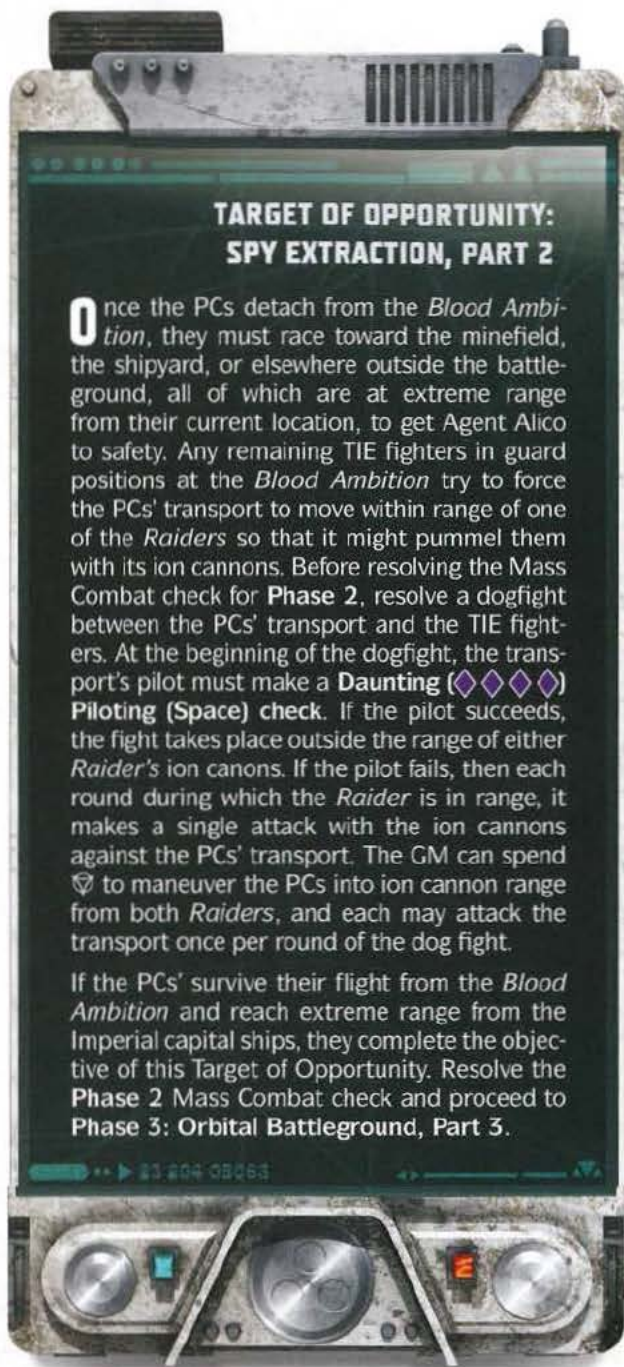 TARGET OF OPPORTUNITY:
SPY EXTRACTION, PART 2
Once the PCs detach from the Blood Ambi-
tion, they must race toward the minefield,
the shipyard, or elsewhere outside the battle-
ground, all of which are at extreme range
from their current location, to get Agent Alico
to safety. Any remaining TIE fighters in guard
positions at the Blood Ambition try to force
the PCs' transport to move within range of one
of the Raiders so that it might pummel them
with its ion cannons. Before resolving the Mass
Combat check for Phase 2, resolve a dogfight
between the PCs' transport and the TIE fight-
ers. At the beginning of the dogfight, the trans-
port's pilot must make a Daunting (◆◆◆◆)
Piloting (Space) check. If the pilot succeeds,
the fight takes place outside the range of either
Raider's ion canons. If the pilot fails, then each
round during which the Raider is in range, it
makes a single attack with the ion cannons
against the PCs' transport. The GM can spend
to maneuver the PCs into ion cannon range
from both Raiders, and each may attack the
transport once per round of the dog fight.
If the PCs' survive their flight from the Blood
Ambition and reach extreme range from the
Imperial capital ships, they complete the objec-
tive of this Target of Opportunity. Resolve the
Phase 2 Mass Combat check and proceed to
Phase 3: Orbital Battleground, Part 3.